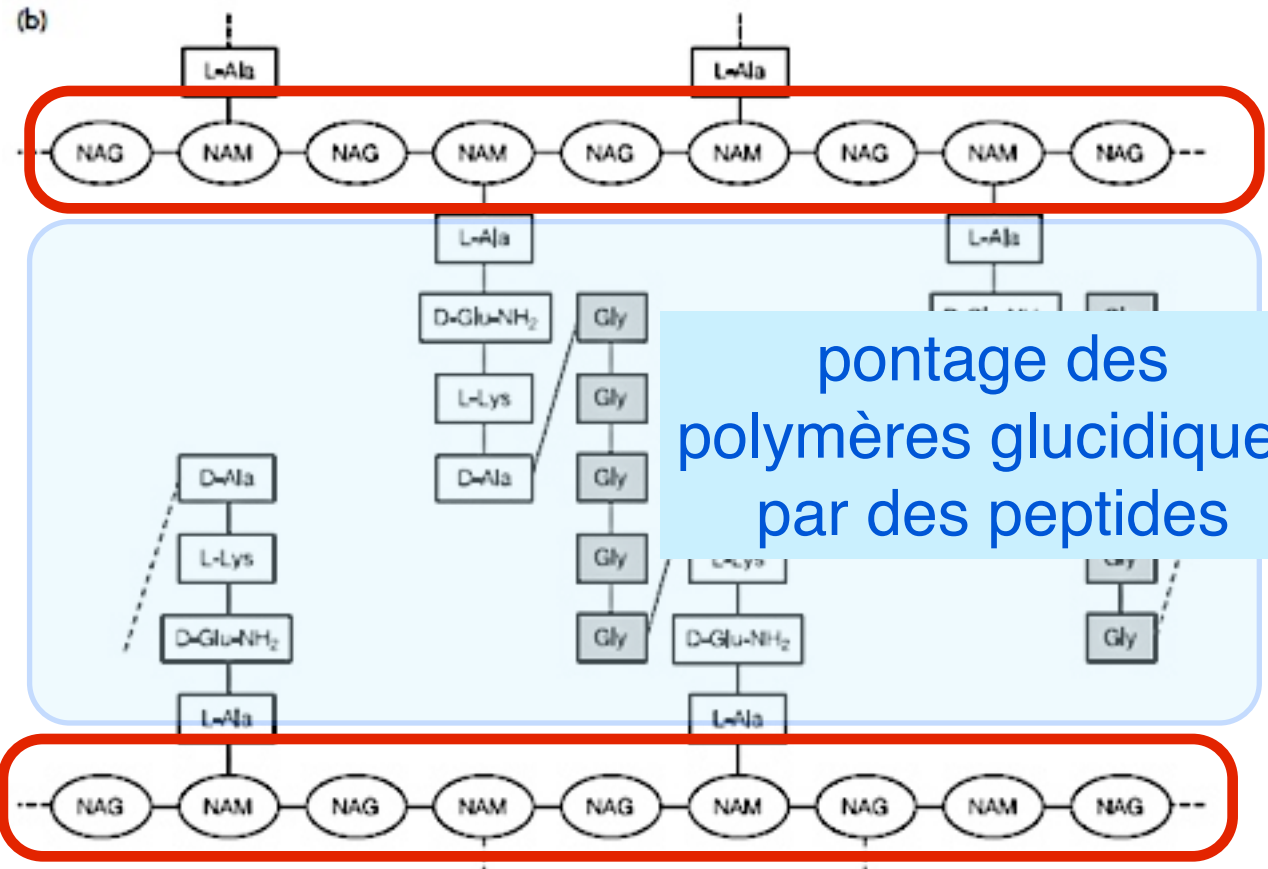 (b)
L-Ala L-Ala
NAG NAM NAG NAM NAG NAM NAG NAM NAG
L-Ala L-Ala
D-Glu-NH₂ Gly
pontage des
L-Lys Gly
polymères glucidique
D-Ala D-Ala Gly
par des peptides
L-Lys Gly L-Lys Gly
D-Glu-NH₂ Gly D-Glu-NH₂ Gly
L-Ala L-Ala
NAG NAM NAG NAM NAG NAM NAG NAM NAG